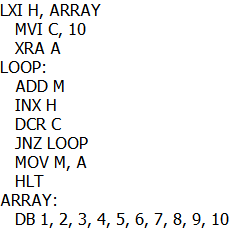 LXI H, ARRAY
MVI C, 10
XRA A
LOOP:
ADD M
INX H
DCR C
JNZ LOOP
MOV M, A
HLT
ARRAY:
DB 1, 2, 3, 4, 5, 6, 7, 8, 9, 10